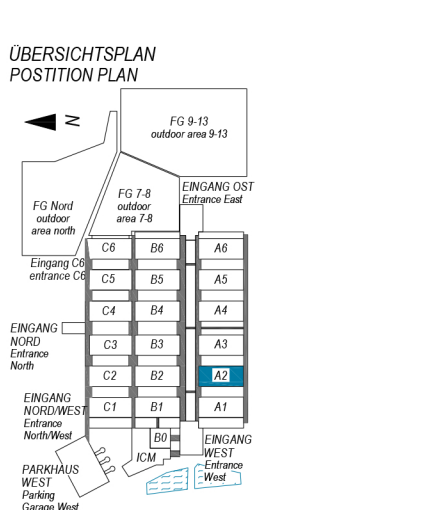 ÜBERSICHTSPLAN
POSTITION PLAN
N
FG 9-13
outdoor area 9-13
FG Nord
outdoor
area north
FG 7-8
outdoor
area 7-8
EINGANG OST
Entrance East
Eingang C6
entrance C6
C6 B6 A6
C5 B5 A5
C4 B4 A4
EINGANG
NORD
Entrance
North
C3 B3 A3
C2 B2 A2
C1 B1 A1
EINGANG
NORD/WEST
Entrance
North/West
B0
ICM
EINGANG
WEST
Entrance
West
PARKHAUS
WEST
Parking
Garage West